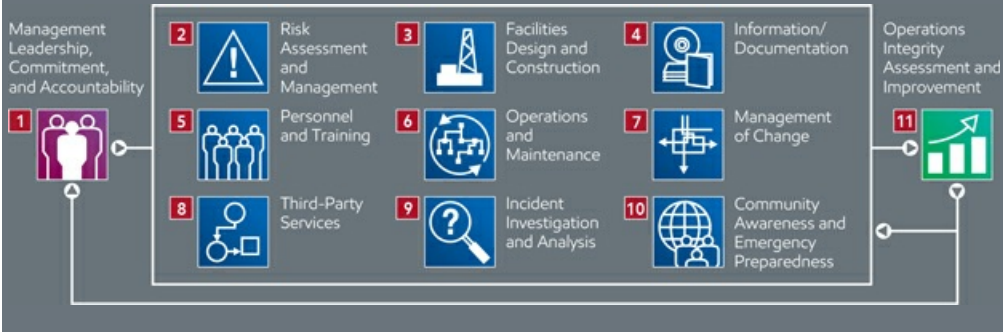 Management
Leadership,
Commitment,
and Accountability
1
2
Risk
Assessment
and
Management
3
Facilities
Design and
Construction
4
Information/
Documentation
5
Personnel
and Training
6
Operations
and
Maintenance
7
Management
of Change
8
Third-Party
Services
9
Incident
Investigation
and Analysis
10
Community
Awareness and
Emergency
Preparedness
Operations
Integrity
Assessment and
Improvement
11